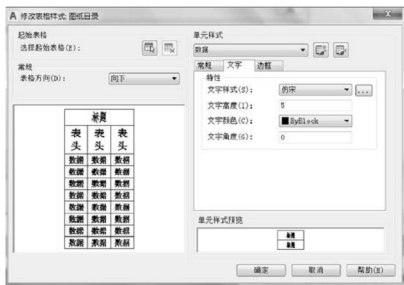 修改表格样式: 图纸目录
起始表格
选择起始表格(E):
常规
表格方向(D):
向下
标题
表头 表头 表头
数据 数据 数据
数据 数据 数据
数据 数据 数据
数据 数据 数据
数据 数据 数据
数据 数据 数据
数据 数据 数据
数据 数据 数据
单元样式
数据
常规 文字 边框
特性
文字样式(S): 仿宋 ...
文字高度(I): 5
文字颜色(C): ByBlock
文字角度(G): 0
单元样式预览
数据
数据
确定 取消 帮助(H)